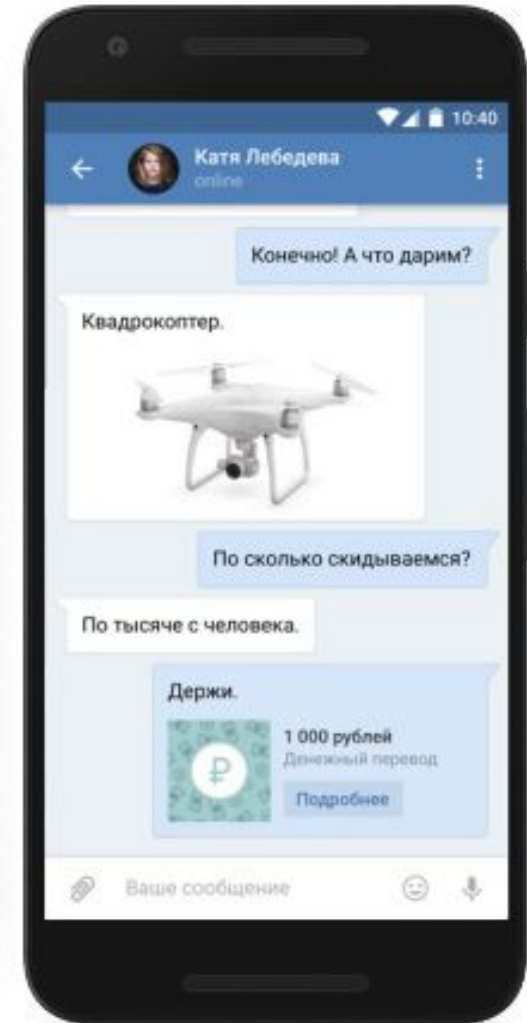 10:40
Катя Лебедева
online
Конечно! А что дарим?
Квадрокоптер.
По сколько скидываемся?
По тысяче с человека.
Держи.
1 000 рублей
Денежный перевод
Подробнее
Ваше сообщение